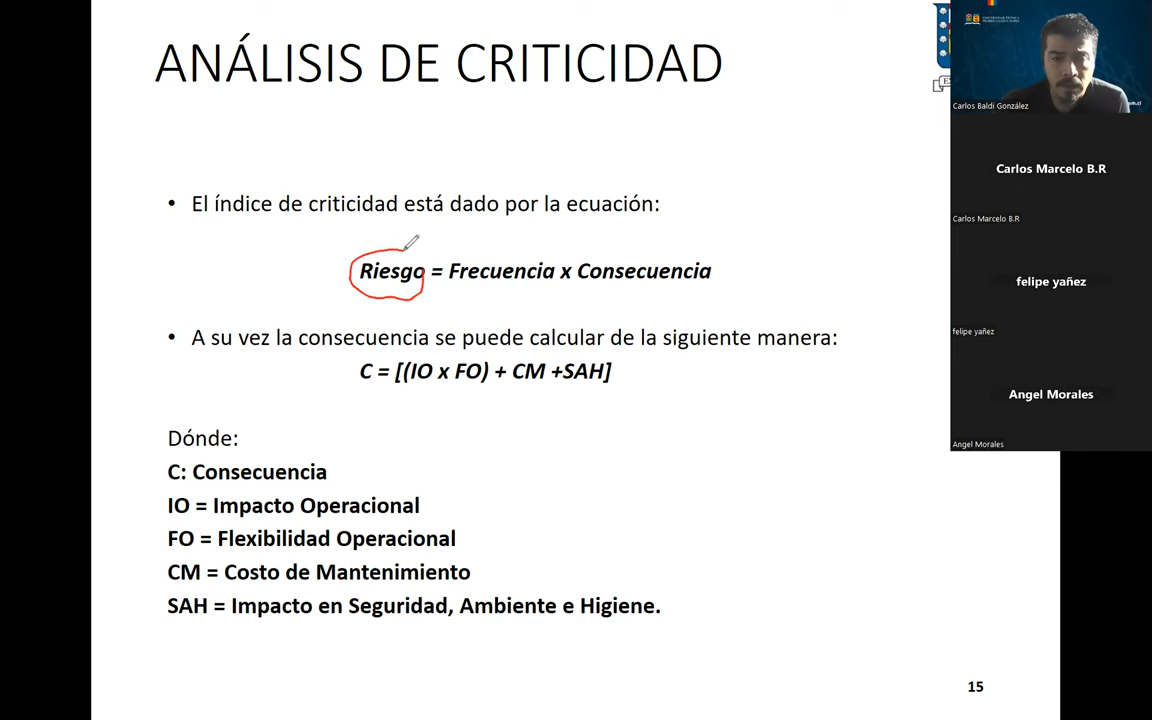 ANÁLISIS DE CRITICIDAD
• El índice de criticidad está dado por la ecuación:
Riesgo = Frecuencia x Consecuencia
• A su vez la consecuencia se puede calcular de la siguiente manera:
C = [(IO x FO) + CM +SAH]
Dónde:
C: Consecuencia
IO = Impacto Operacional
FO = Flexibilidad Operacional
CM = Costo de Mantenimiento
SAH = Impacto en Seguridad, Ambiente e Higiene.
15
Carlos Baldi González
Carlos Marcelo B.R
Carlos Marcelo B.R
felipe yañez
felipe yañez
Angel Morales
Angel Morales